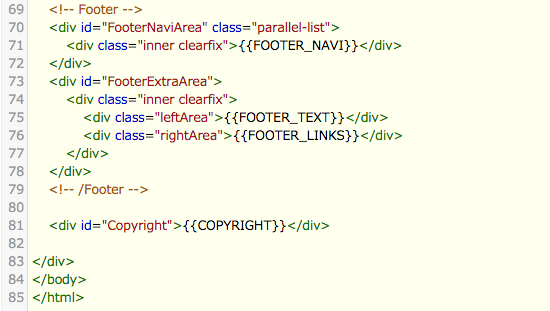 69 <!-- Footer -->
70 <div id="FooterNaviArea" class="parallel-list">
71 <div class="inner clearfix">{{FOOTER_NAVI}}</div>
72 </div>
73 <div id="FooterExtraArea">
74 <div class="inner clearfix">
75 <div class="leftArea">{{FOOTER_TEXT}}</div>
76 <div class="rightArea">{{FOOTER_LINKS}}</div>
77 </div>
78 </div>
79 <!-- /Footer -->
80
81 <div id="Copyright">{{COPYRIGHT}}</div>
82
83 </div>
84 </body>
85 </html>